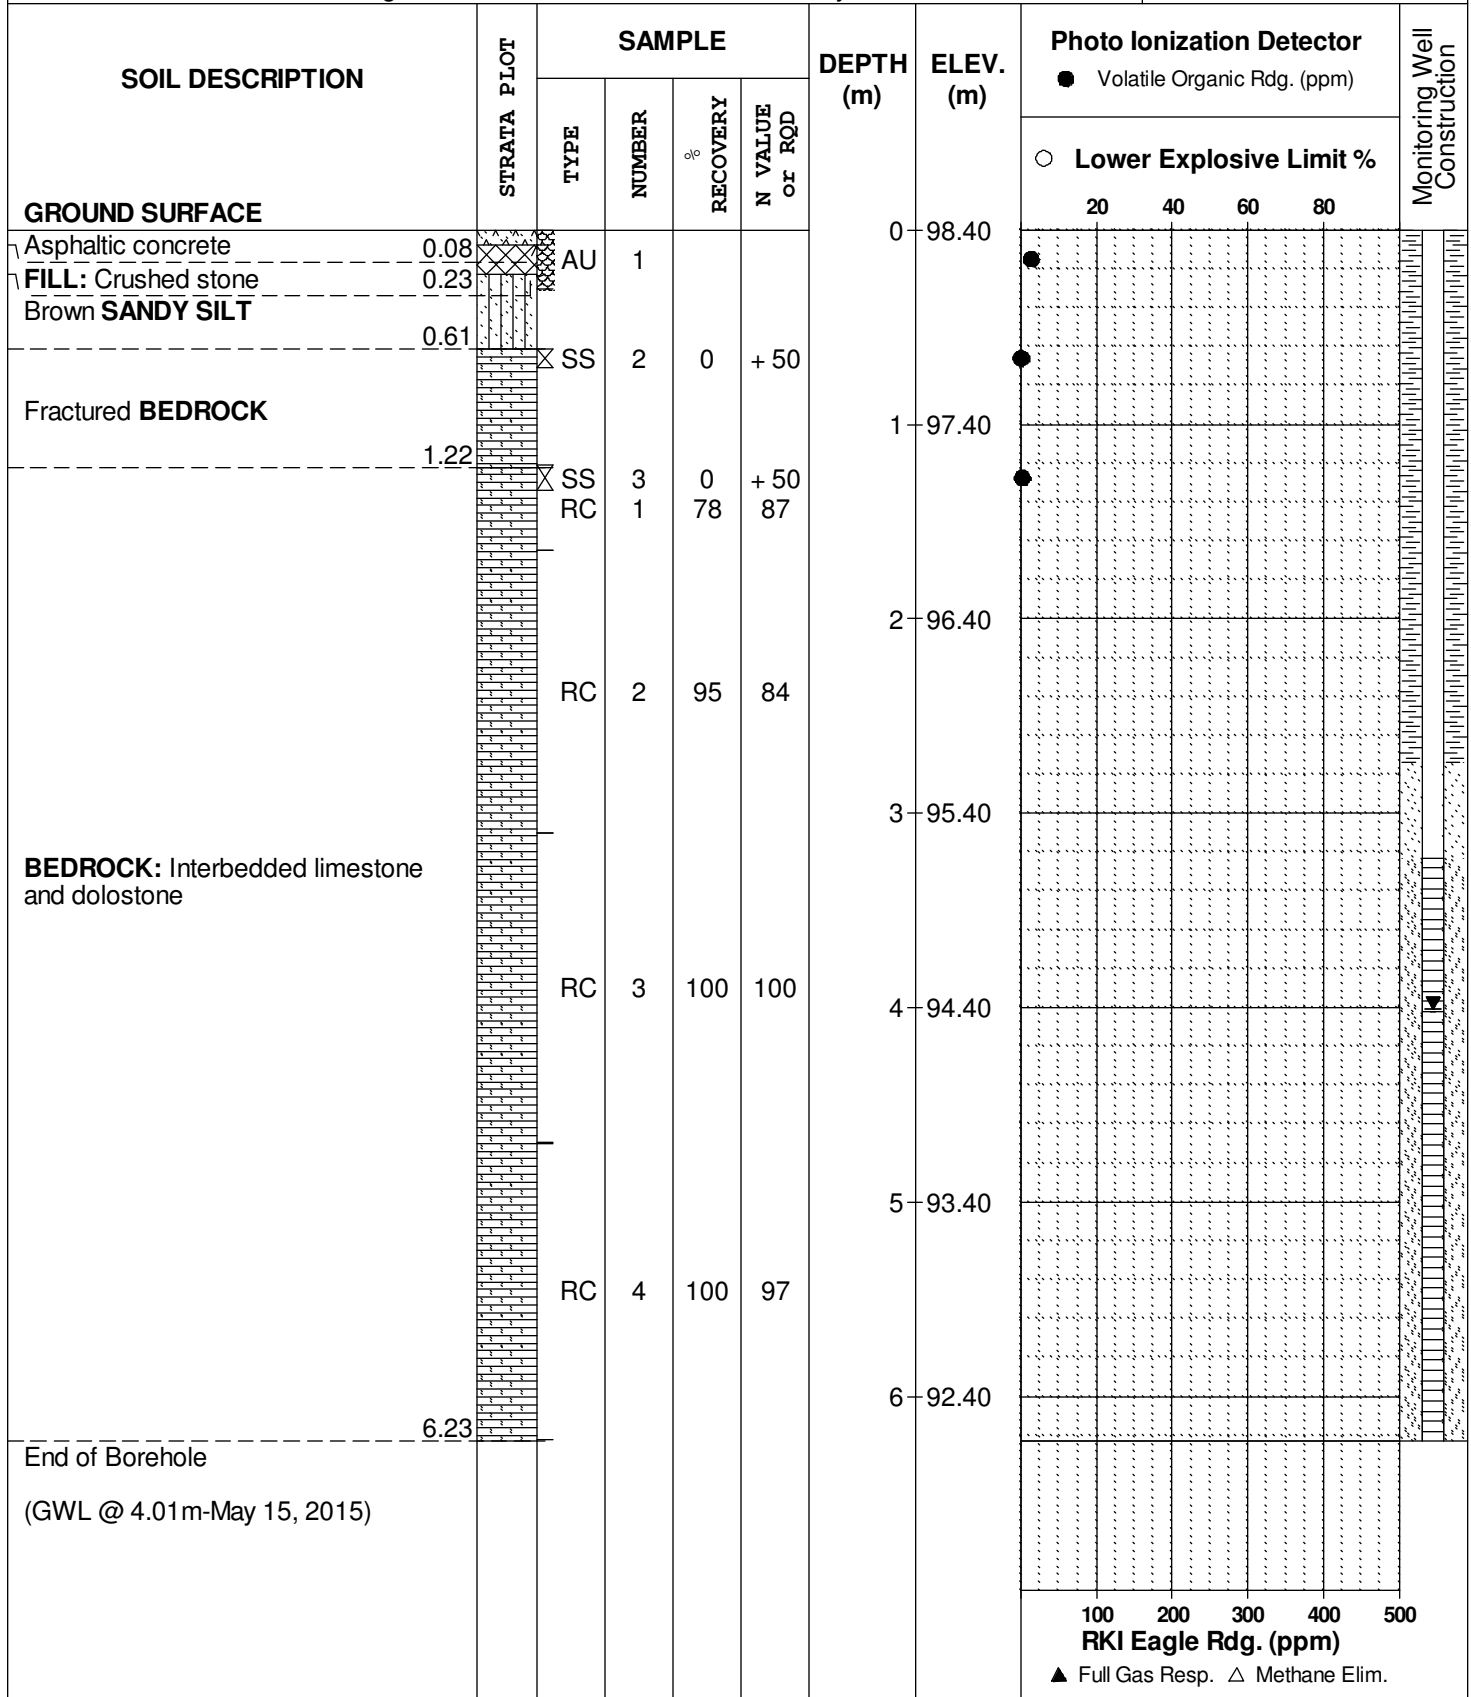 SOIL DESCRIPTION
STRATA PLOT
SAMPLE
TYPE
NUMBER
% RECOVERY
N VALUE or RQD
DEPTH (m)
ELEV. (m)
Photo Ionization Detector
● Volatile Organic Rdg. (ppm)
○ Lower Explosive Limit %
Monitoring Well Construction
20 40 60 80
GROUND SURFACE
0 98.40
Asphaltic concrete 0.08
AU 1
FILL: Crushed stone 0.23
Brown SANDY SILT
0.61
SS 2 0 + 50
Fractured BEDROCK
1 97.40
1.22
SS 3 0 + 50
RC 1 78 87
2 96.40
RC 2 95 84
3 95.40
BEDROCK: Interbedded limestone
and dolostone
RC 3 100 100
4 94.40
5 93.40
RC 4 100 97
6 92.40
6.23
End of Borehole
(GWL @ 4.01m-May 15, 2015)
100 200 300 400 500
RKI Eagle Rdg. (ppm)
▲ Full Gas Resp. △ Methane Elim.